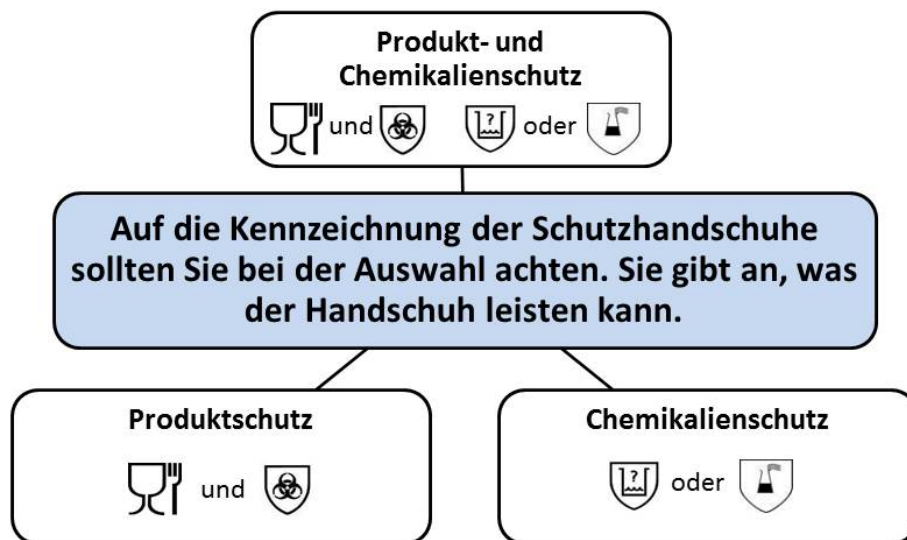 Produkt- und
Chemikalienschutz
und oder
Auf die Kennzeichnung der Schutzhandschuhe
sollten Sie bei der Auswahl achten. Sie gibt an, was
der Handschuh leisten kann.
Produktschutz
und
Chemikalienschutz
? oder